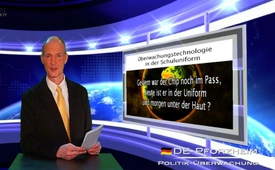 Überwachungstechnologie
in der Schuluniform
Gestern war der Chip noch im Pass,
Heute ist er in der Uniform
und morgen unter der Haut ?
De Pforzheim
Politik-Überwachung